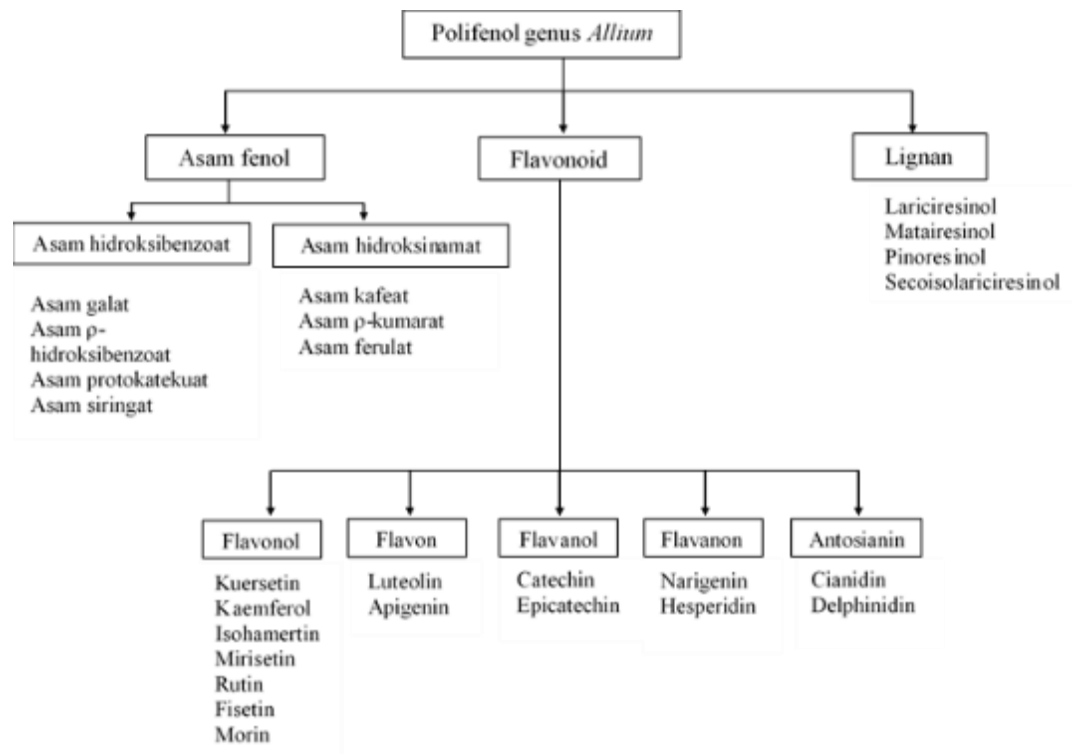 Polifenol genus Allium
Asam fenol
Flavonoid
Lignan
Lariciresinol
Matairesinol
Pinoresinol
Secoisolariciresinol
Asam hidroksibenzoat
Asam galat
Asam ρ-
hidroksibenzoat
Asam protokatekuat
Asam siringat
Asam hidroksinamat
Asam kafeat
Asam ρ-kumarat
Asam ferulat
Flavonol
Kuersetin
Kaemferol
Isohamertin
Mirisetin
Rutin
Fisetin
Morin
Flavon
Luteolin
Apigenin
Flavanol
Catechin
Epicatechin
Flavanon
Narigenin
Hesperidin
Antosianin
Cianidin
Delphinidin